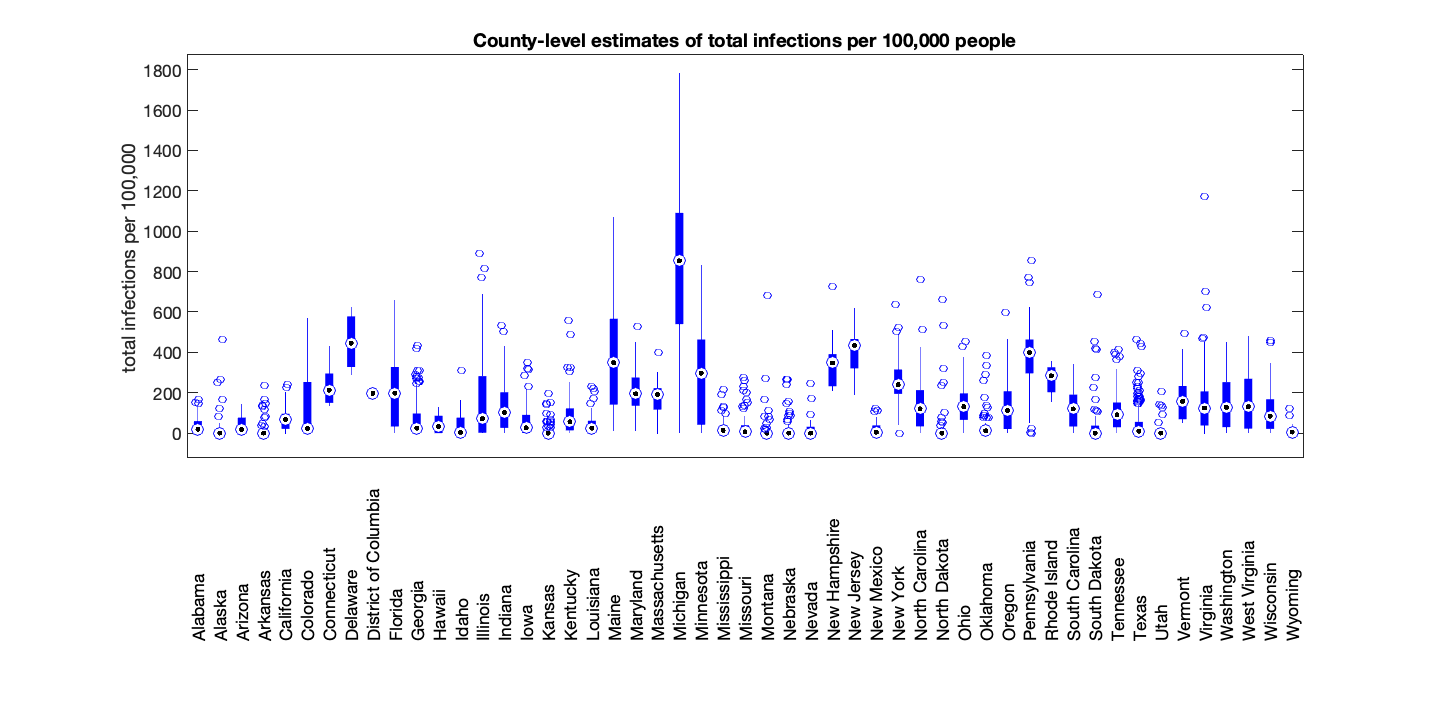 County-level estimates of total infections per 100,000 people
total infections per 100,000
1800
1600
1400
1200
1000
800
600
400
200
0
Alabama
Alaska
Arizona
Arkansas
California
Colorado
Connecticut
Delaware
District of Columbia
Florida
Georgia
Hawaii
Idaho
Illinois
Indiana
Iowa
Kansas
Kentucky
Louisiana
Maine
Maryland
Massachusetts
Michigan
Minnesota
Mississippi
Missouri
Montana
Nebraska
Nevada
New Hampshire
New Jersey
New Mexico
New York
North Carolina
North Dakota
Ohio
Oklahoma
Oregon
Pennsylvania
Rhode Island
South Carolina
South Dakota
Tennessee
Texas
Utah
Vermont
Virginia
Washington
West Virginia
Wisconsin
Wyoming